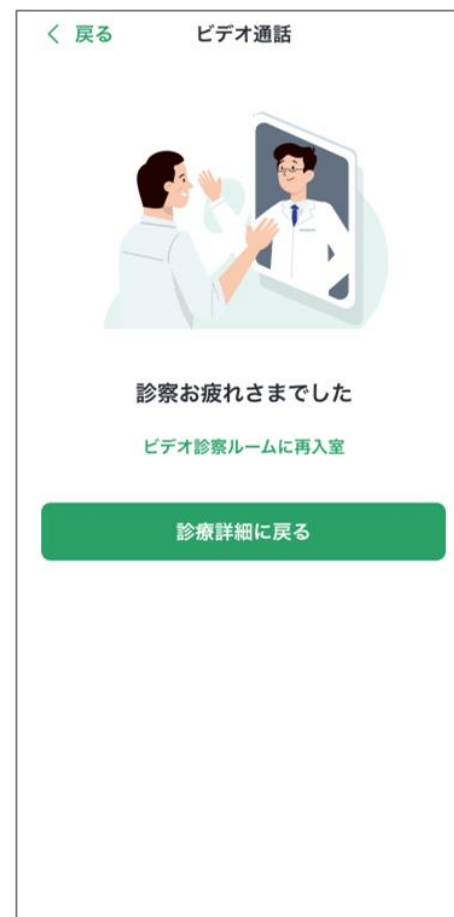 戻る ビデオ通話
診察お疲れさまでした
ビデオ診察ルームに再入室
診療詳細に戻る